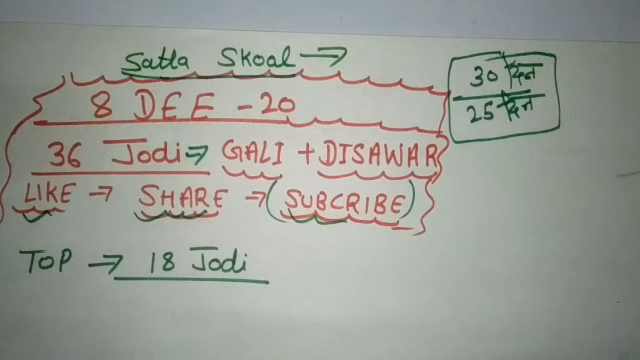 Satta Skoal →
30 दिन
25 दिन
8 DEE - 20
36 Jodi → GALI + DISAWAR
LIKE → SHARE → (SUBCRIBE)
TOP → 18 Jodi